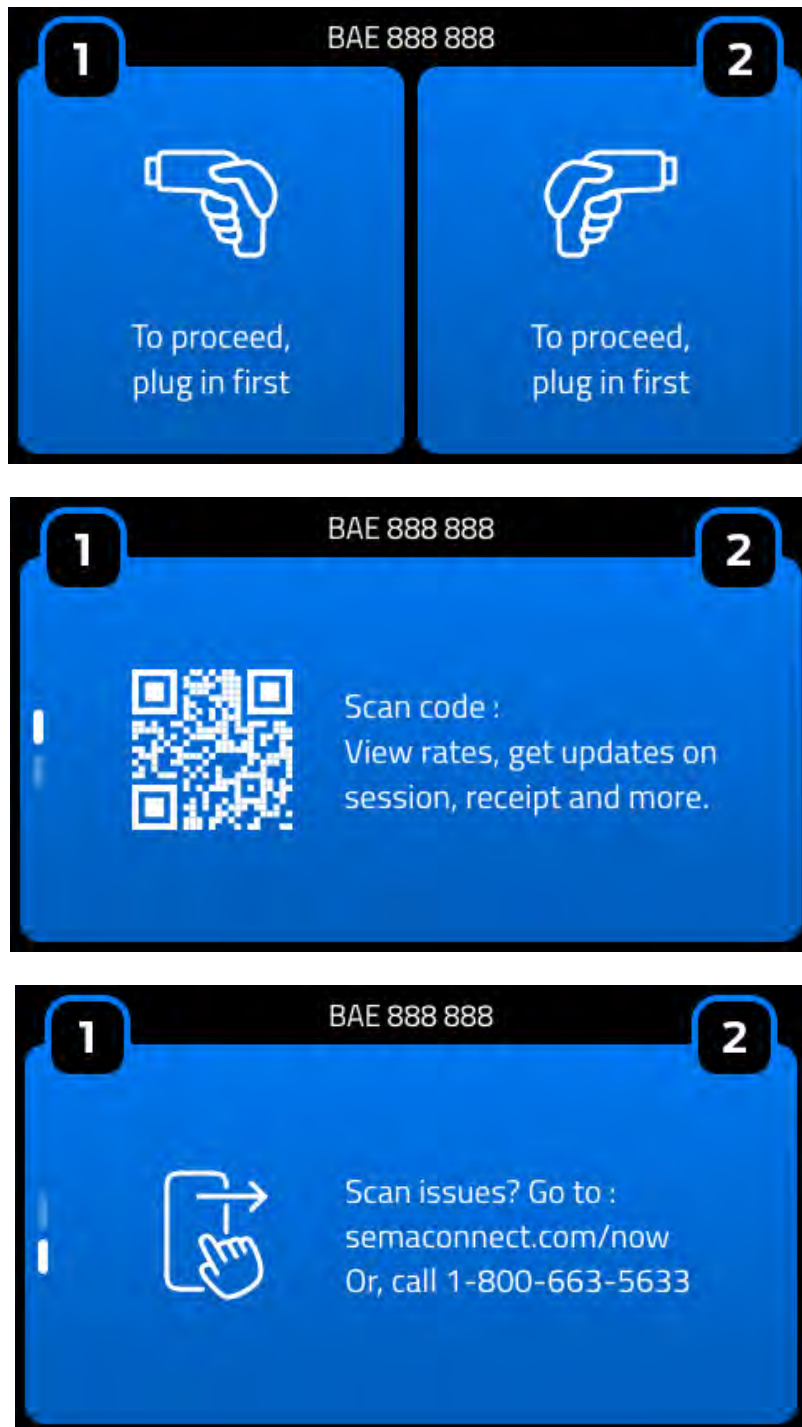 1
BAE 888 888
2
To proceed,
plug in first
To proceed,
plug in first
1
BAE 888 888
2
Scan code :
View rates, get updates on
session, receipt and more.
1
BAE 888 888
2
Scan issues? Go to :
semaconnect.com/now
Or, call 1-800-663-5633